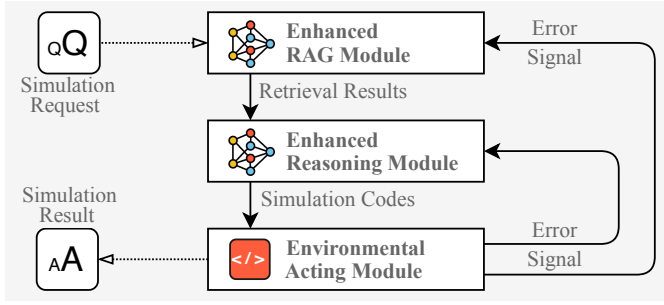 QQ
Simulation
Request
Enhanced
RAG Module
Error
Signal
Retrieval Results
Enhanced
Reasoning Module
Simulation
Result
Simulation Codes
AA
</>
Environmental
Acting Module
Error
Signal